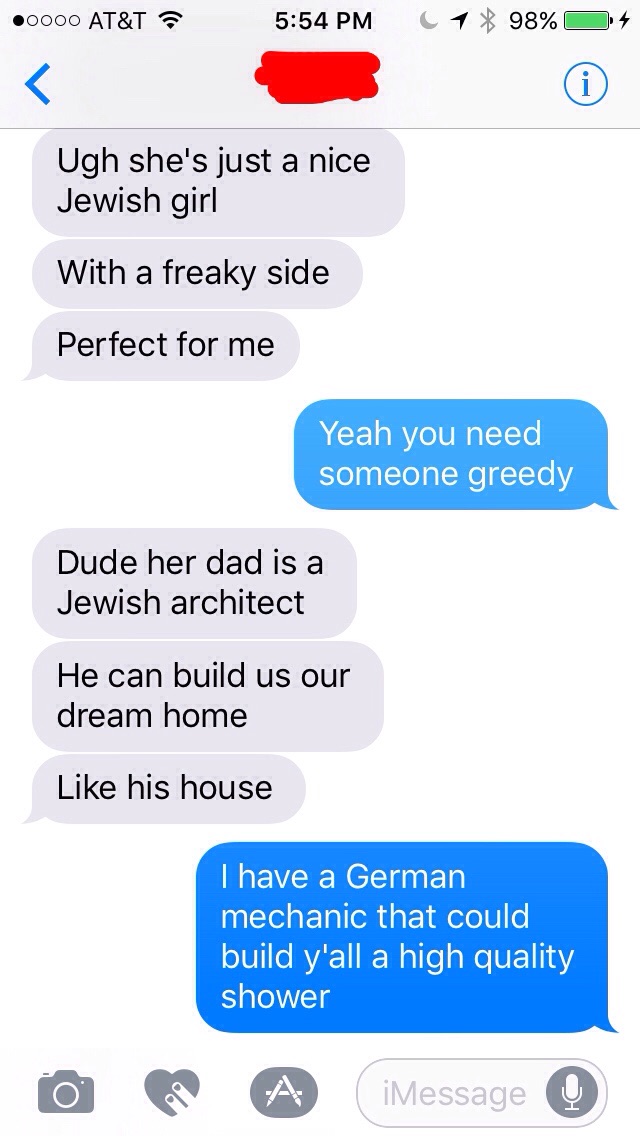 AT&T 5:54 PM 98%
Ugh she's just a nice
Jewish girl
With a freaky side
Perfect for me
Yeah you need
someone greedy
Dude her dad is a
Jewish architect
He can build us our
dream home
Like his house
I have a German
mechanic that could
build y'all a high quality
shower
iMessage